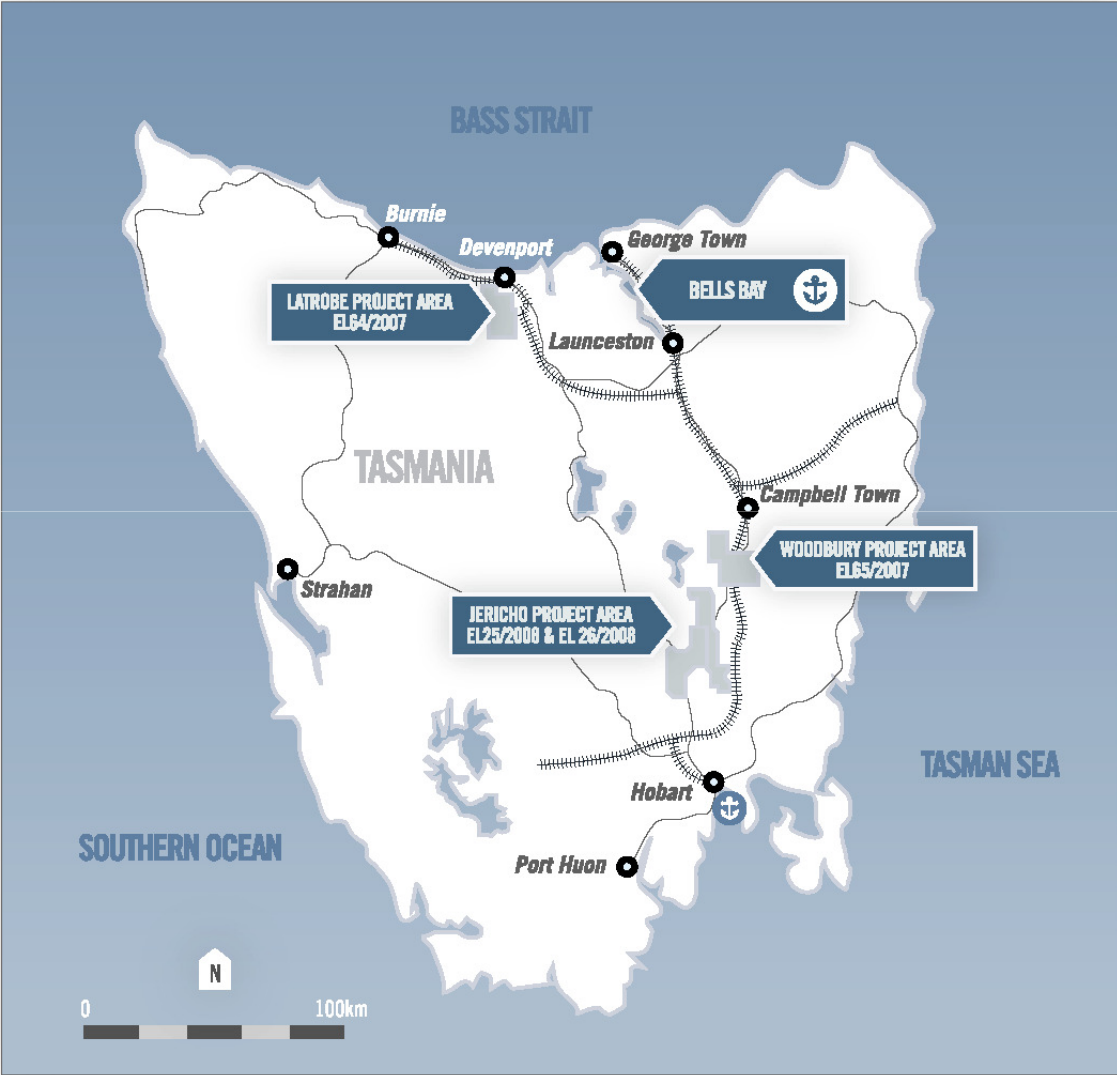 BASS STRAIT
Burnie
Devenport
George Town
LATROBE PROJECT AREA
EL64/2007
BELLS BAY
Launceston
TASMANIA
Campbell Town
WOODBURY PROJECT AREA
EL65/2007
Strahan
JERICHO PROJECT AREA
EL25/2008 & EL 26/2008
TASMAN SEA
Hobart
SOUTHERN OCEAN
Port Huon
N
0 100km